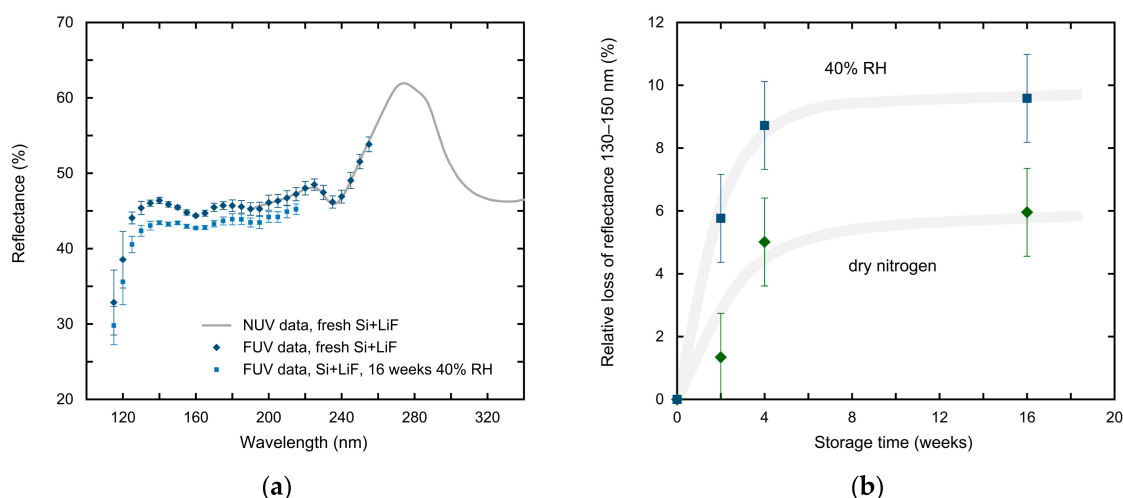 70
60
50
40
30
20
Reflectance (%)
NUV data, fresh Si+LiF
FUV data, fresh Si+LiF
FUV data, Si+LiF, 16 weeks 40% RH
120 160 200 240 280 320
Wavelength (nm)
(a)
12
10
8
6
4
2
0
Relative loss of reflectance 130–150 nm (%)
40% RH
dry nitrogen
0 4 8 12 16 20
Storage time (weeks)
(b)